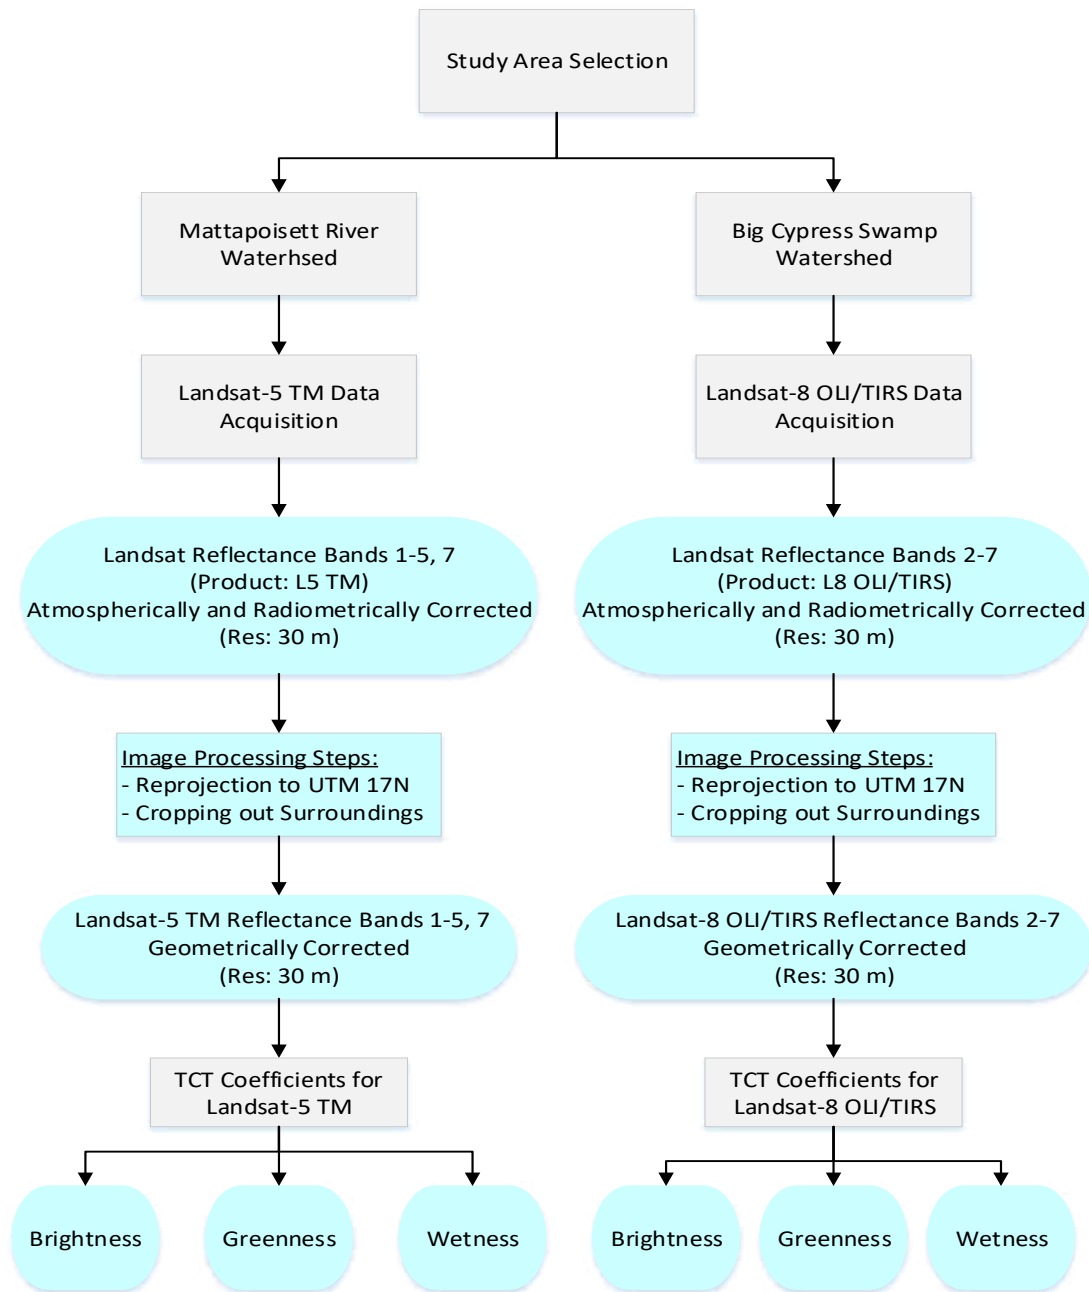 Study Area Selection
Mattapoisett River
Waterhsed
Big Cypress Swamp
Watershed
Landsat-5 TM Data
Acquisition
Landsat-8 OLI/TIRS Data
Acquisition
Landsat Reflectance Bands 1-5, 7
(Product: L5 TM)
Atmospherically and Radiometrically Corrected
(Res: 30 m)
Landsat Reflectance Bands 2-7
(Product: L8 OLI/TIRS)
Atmospherically and Radiometrically Corrected
(Res: 30 m)
Image Processing Steps:
- Reprojection to UTM 17N
- Cropping out Surroundings
Image Processing Steps:
- Reprojection to UTM 17N
- Cropping out Surroundings
Landsat-5 TM Reflectance Bands 1-5, 7
Geometrically Corrected
(Res: 30 m)
Landsat-8 OLI/TIRS Reflectance Bands 2-7
Geometrically Corrected
(Res: 30 m)
TCT Coefficients for
Landsat-5 TM
TCT Coefficients for
Landsat-8 OLI/TIRS
Brightness
Greenness
Wetness
Brightness
Greenness
Wetness